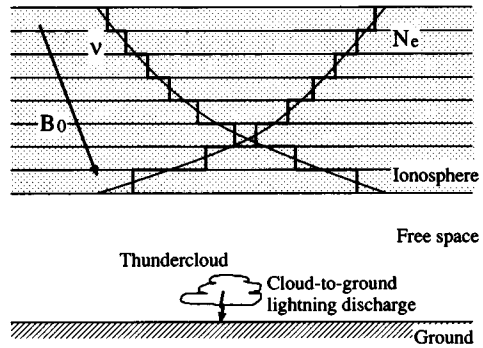 ν
Ne
B0
Ionosphere
Free space
Thundercloud
Cloud-to-ground
lightning discharge
Ground